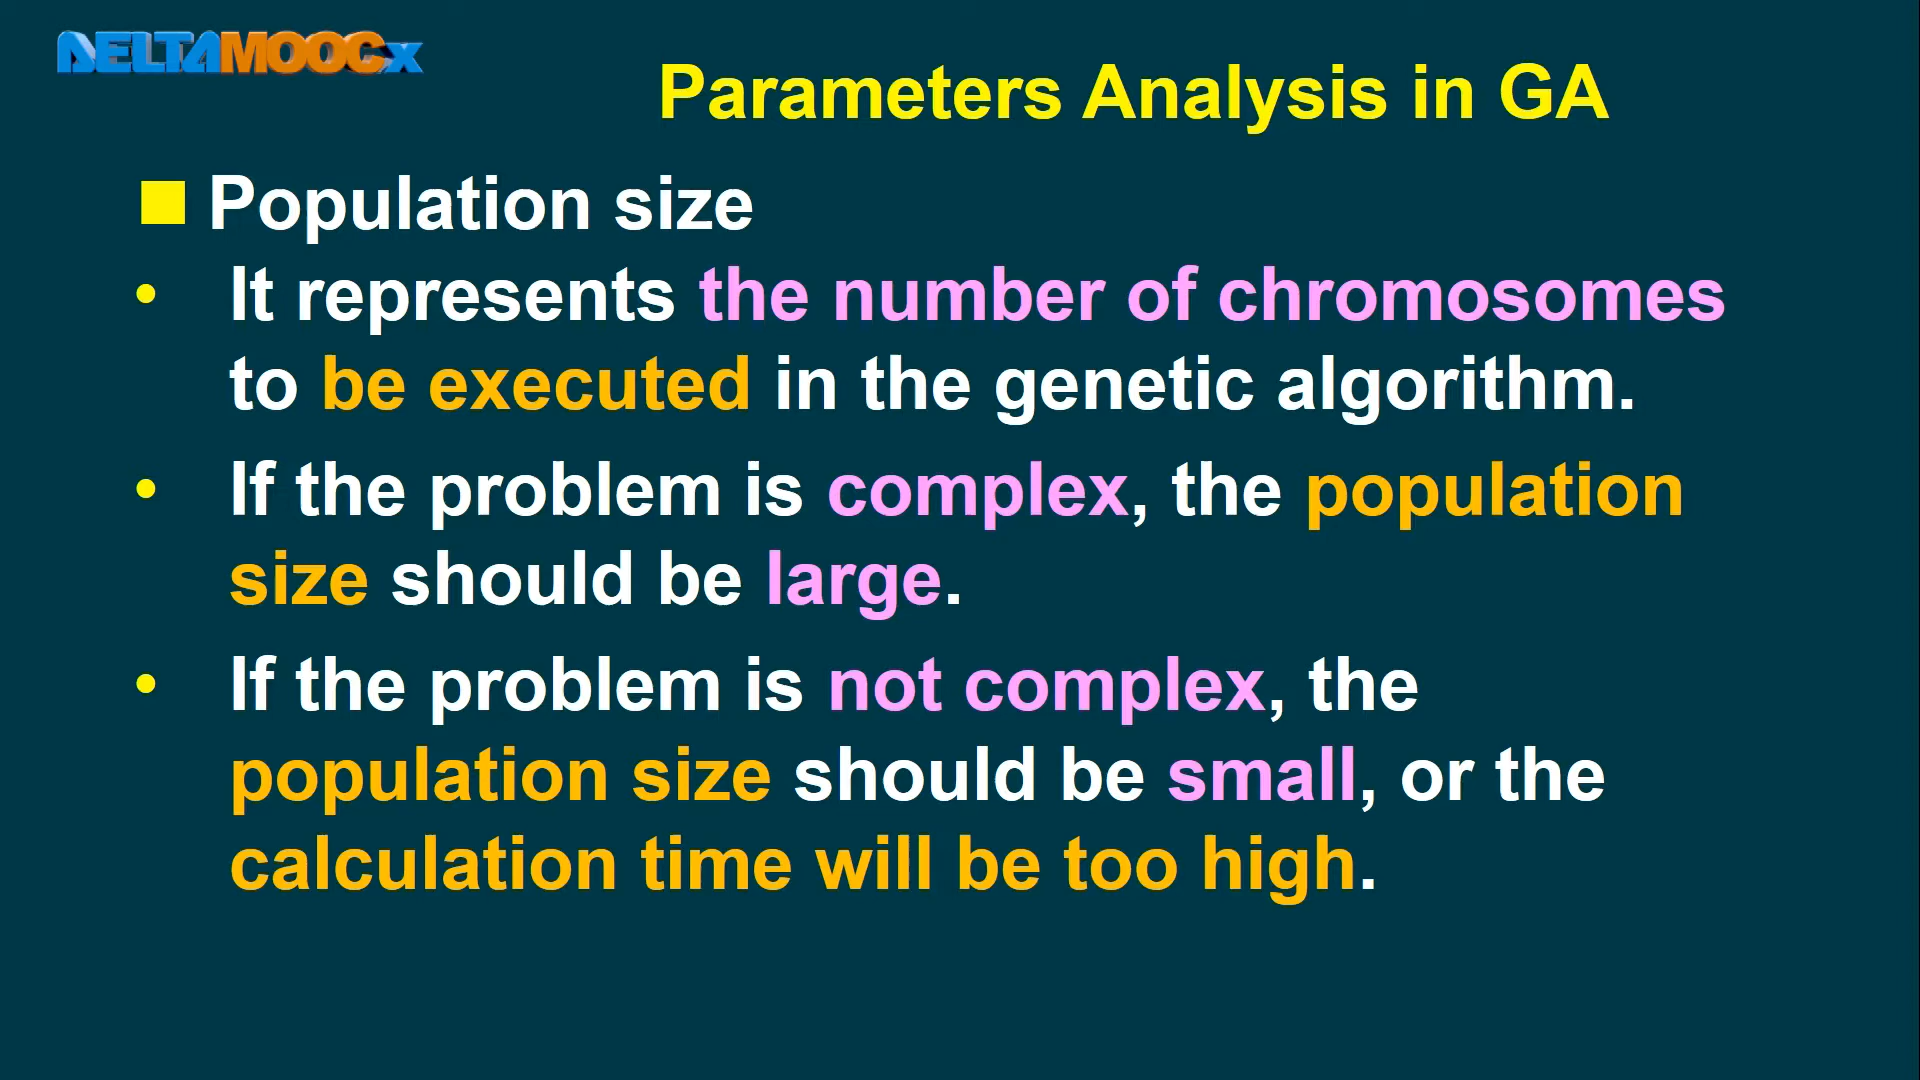 DELTAMOOCx
Parameters Analysis in GA
Population size
• It represents the number of chromosomes
to be executed in the genetic algorithm.
• If the problem is complex, the population
size should be large.
• If the problem is not complex, the
population size should be small, or the
calculation time will be too high.